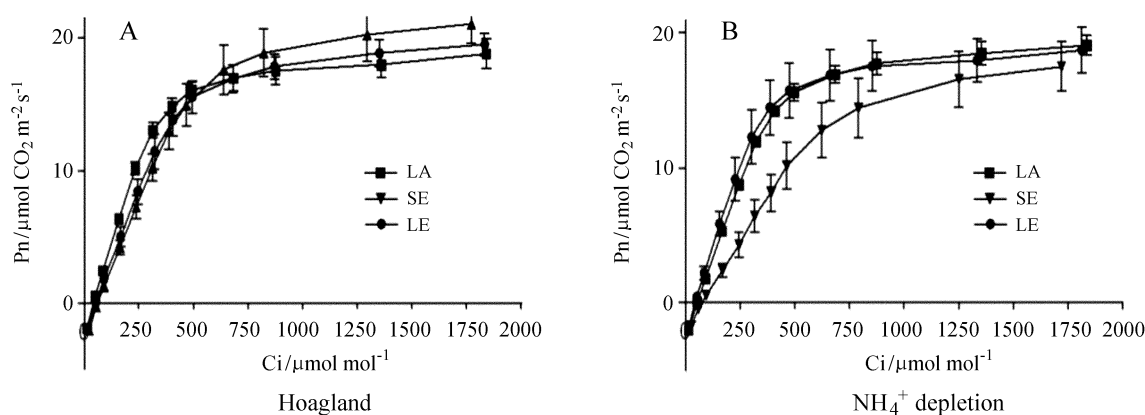 A
20
10
0
Pn/μmol CO2 m-2 s-1
LA
SE
LE
0 250 500 750 1000 1250 1500 1750 2000
Ci/μmol mol-1
Hoagland
B
20
10
0
Pn/μmol CO2 m-2 s-1
LA
SE
LE
0 250 500 750 1000 1250 1500 1750 2000
Ci/μmol mol-1
NH4+ depletion